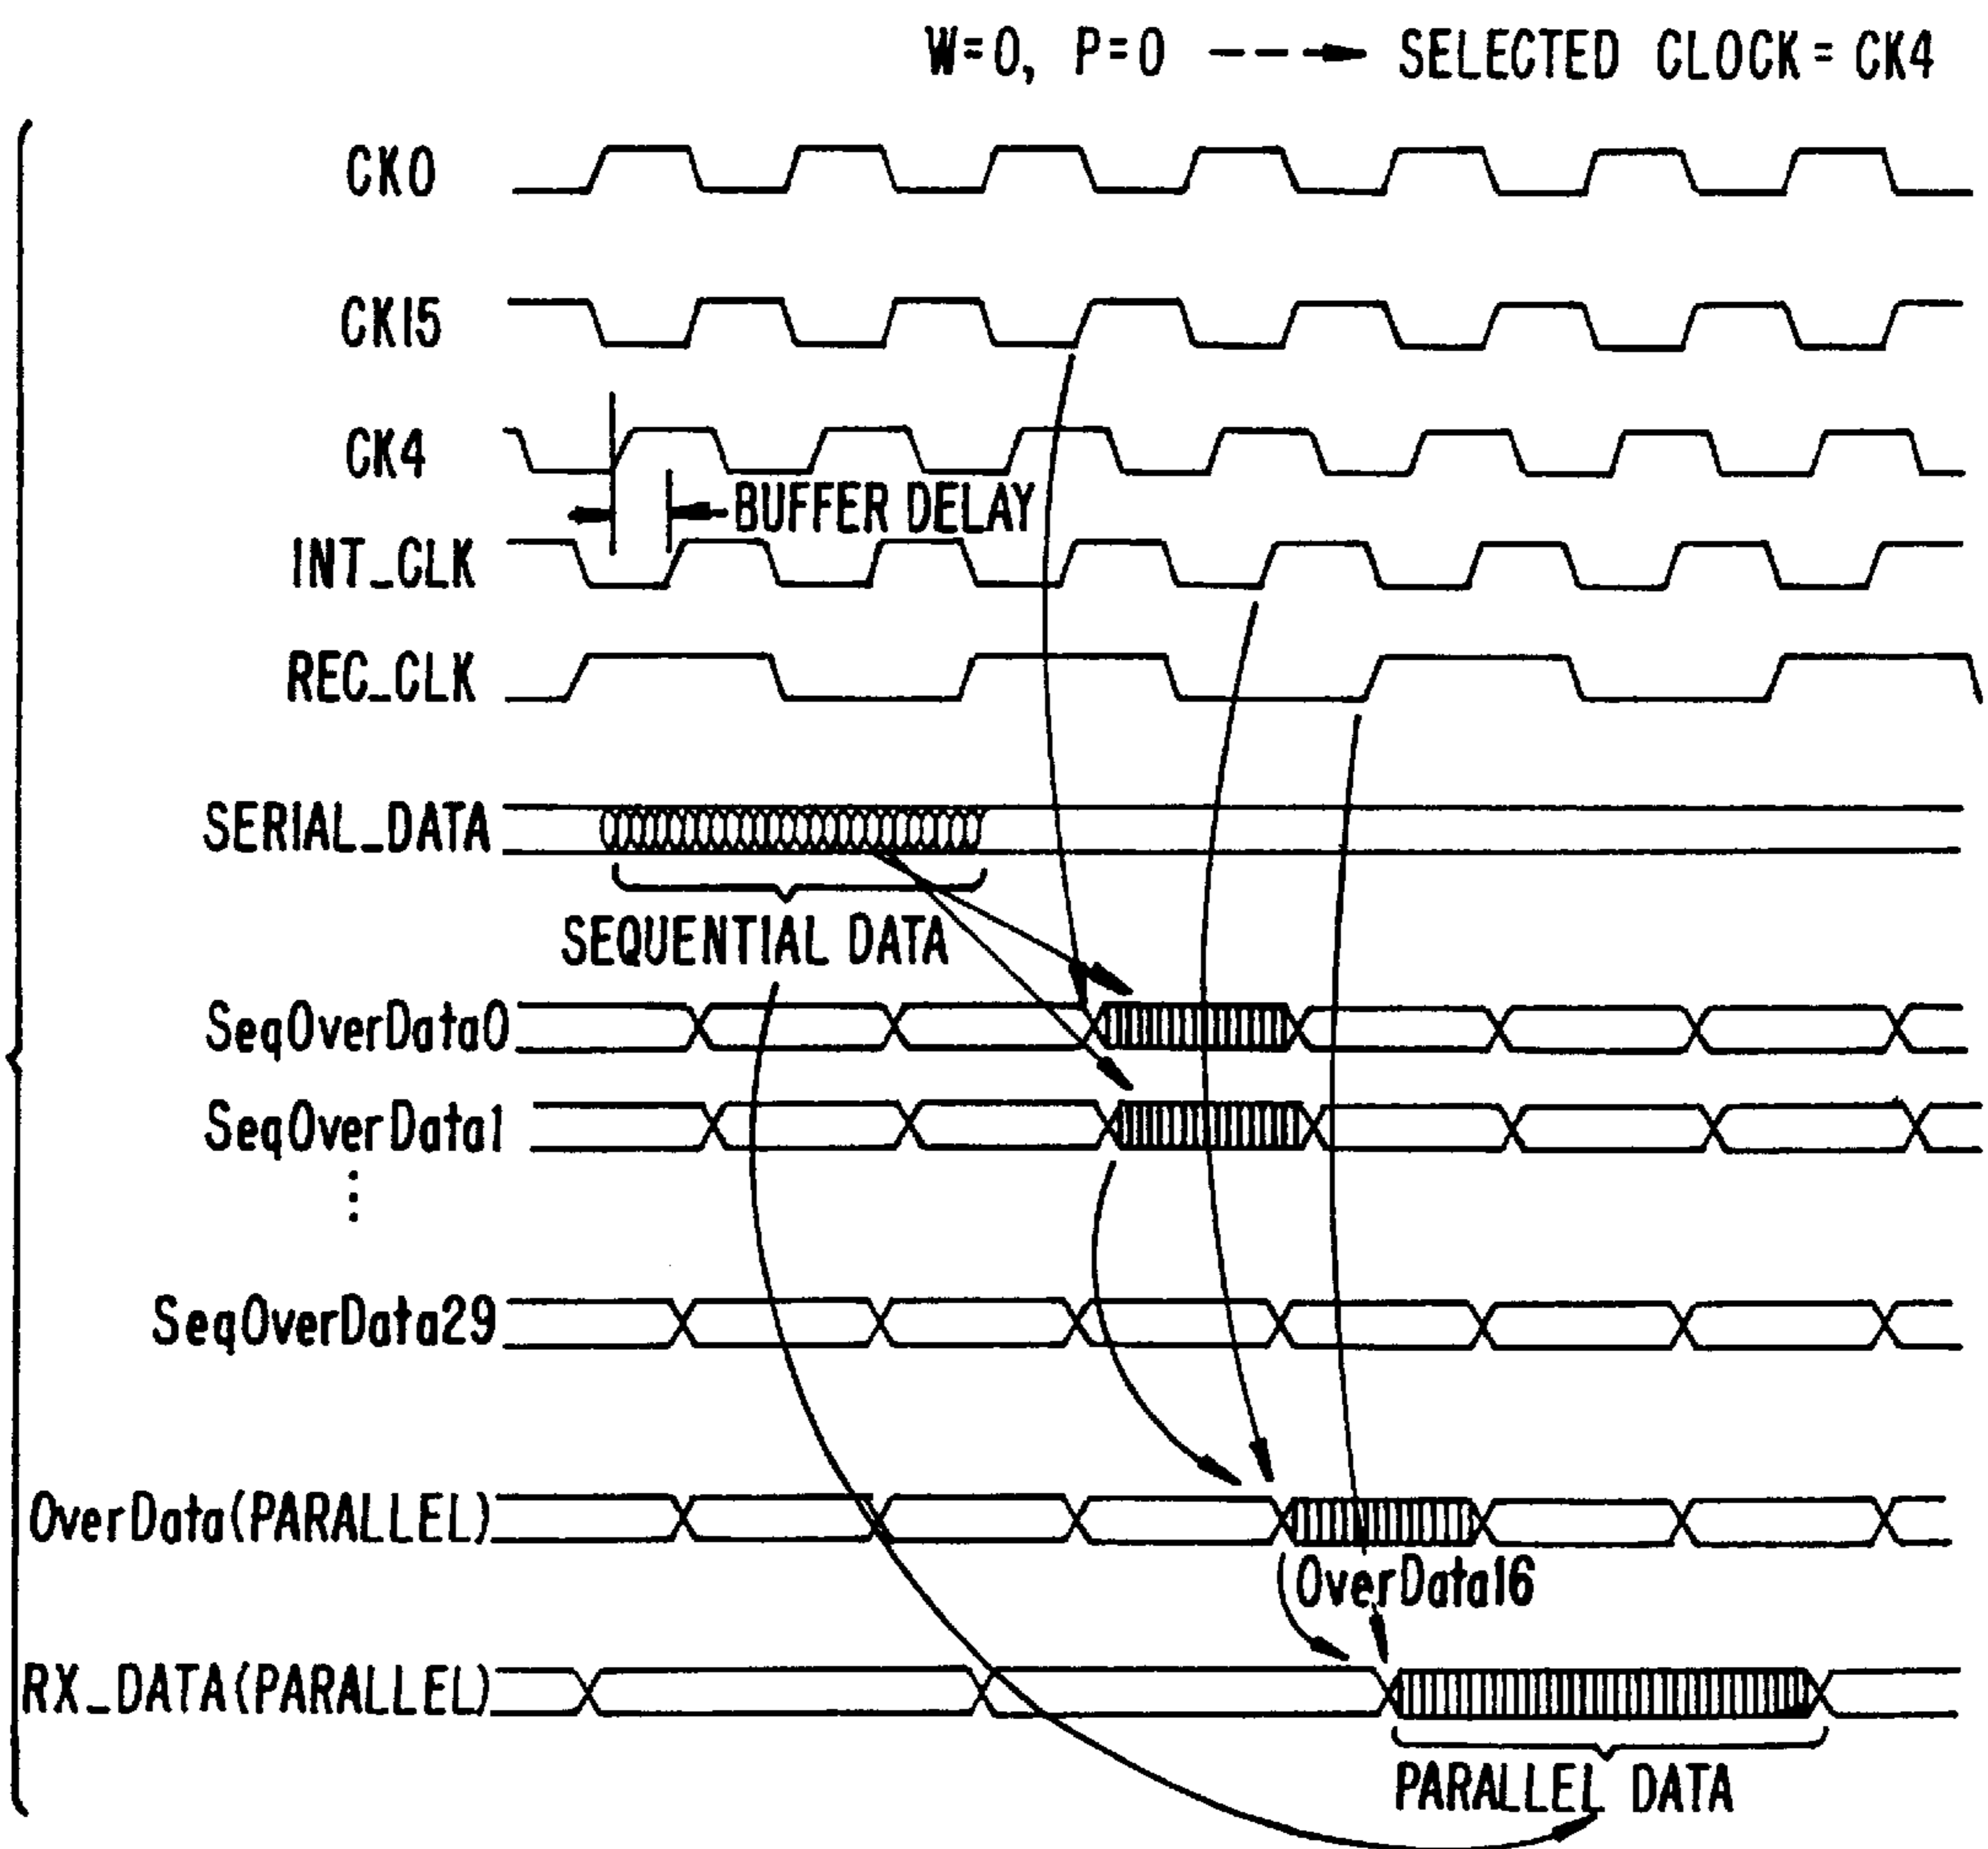 W=0, P=0 ---→ SELECTED CLOCK = CK4
CK0
CK15
CK4
BUFFER DELAY
INT_CLK
REC_CLK
SERIAL_DATA
SEQUENTIAL DATA
SeqOverData0
SeqOverData1
⋮
SeqOverData29
OverData(PARALLEL)
OverData16
RX_DATA(PARALLEL)
PARALLEL DATA